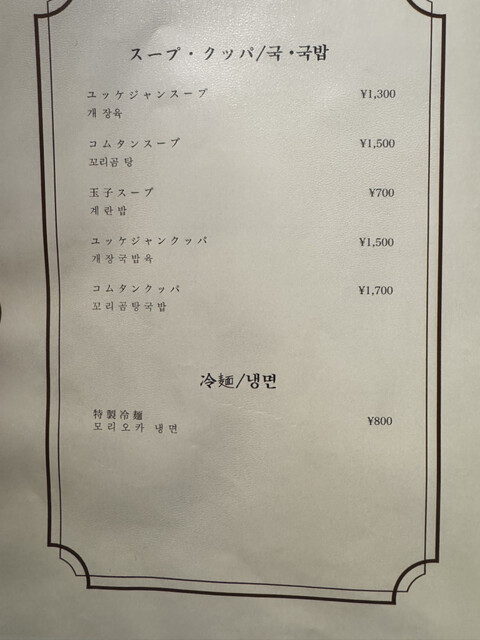 スープ・クッパ/국・국밥
ユッケジャンスープ ¥1,300
개 장육
コムタンスープ ¥1,500
꼬리곰 탕
玉子スープ ¥700
계 란 밥
ユッケジャンクッパ ¥1,500
개 장 국 밥 육
コムタンクッパ ¥1,700
꼬 리 곰 탕 국 밥
冷麺/냉면
特製冷麺 ¥800
모 리 오 카 냉 면